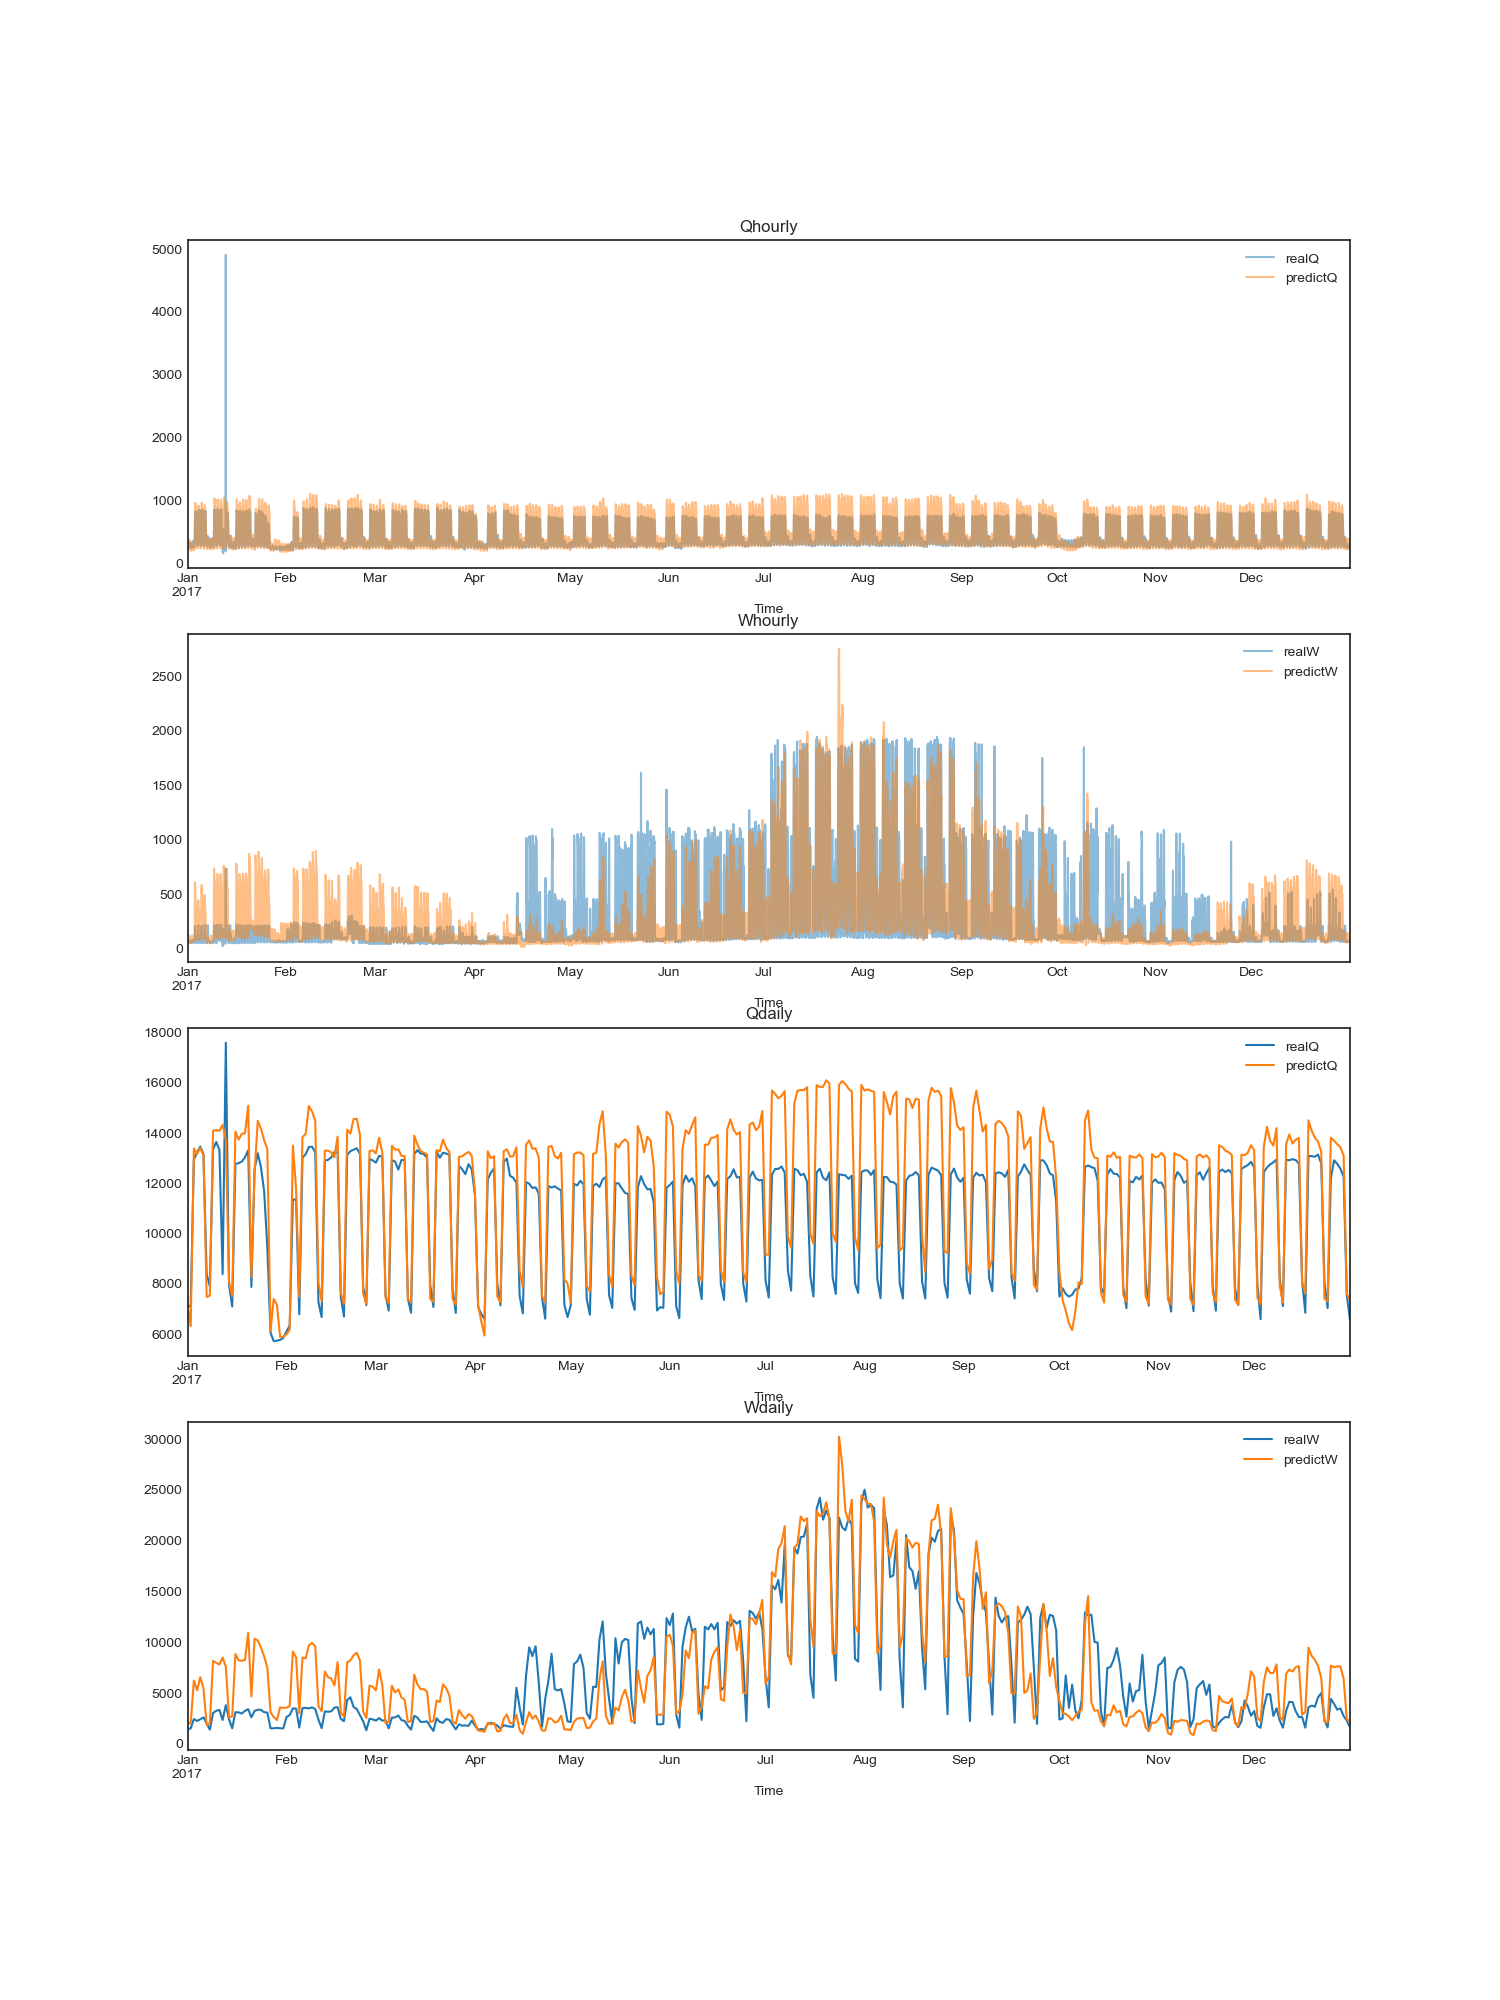 Qhourly
5000
4000
3000
2000
1000
0
realQ
predictQ
Jan Feb Mar Apr May Jun Jul Aug Sep Oct Nov Dec
2017
Time
Whourly
2500
2000
1500
1000
500
0
realW
predictW
Jan Feb Mar Apr May Jun Jul Aug Sep Oct Nov Dec
2017
Time
Qdaily
18000
16000
14000
12000
10000
8000
6000
realQ
predictQ
Jan Feb Mar Apr May Jun Jul Aug Sep Oct Nov Dec
2017
Time
Wdaily
30000
25000
20000
15000
10000
5000
0
realW
predictW
Jan Feb Mar Apr May Jun Jul Aug Sep Oct Nov Dec
2017
Time